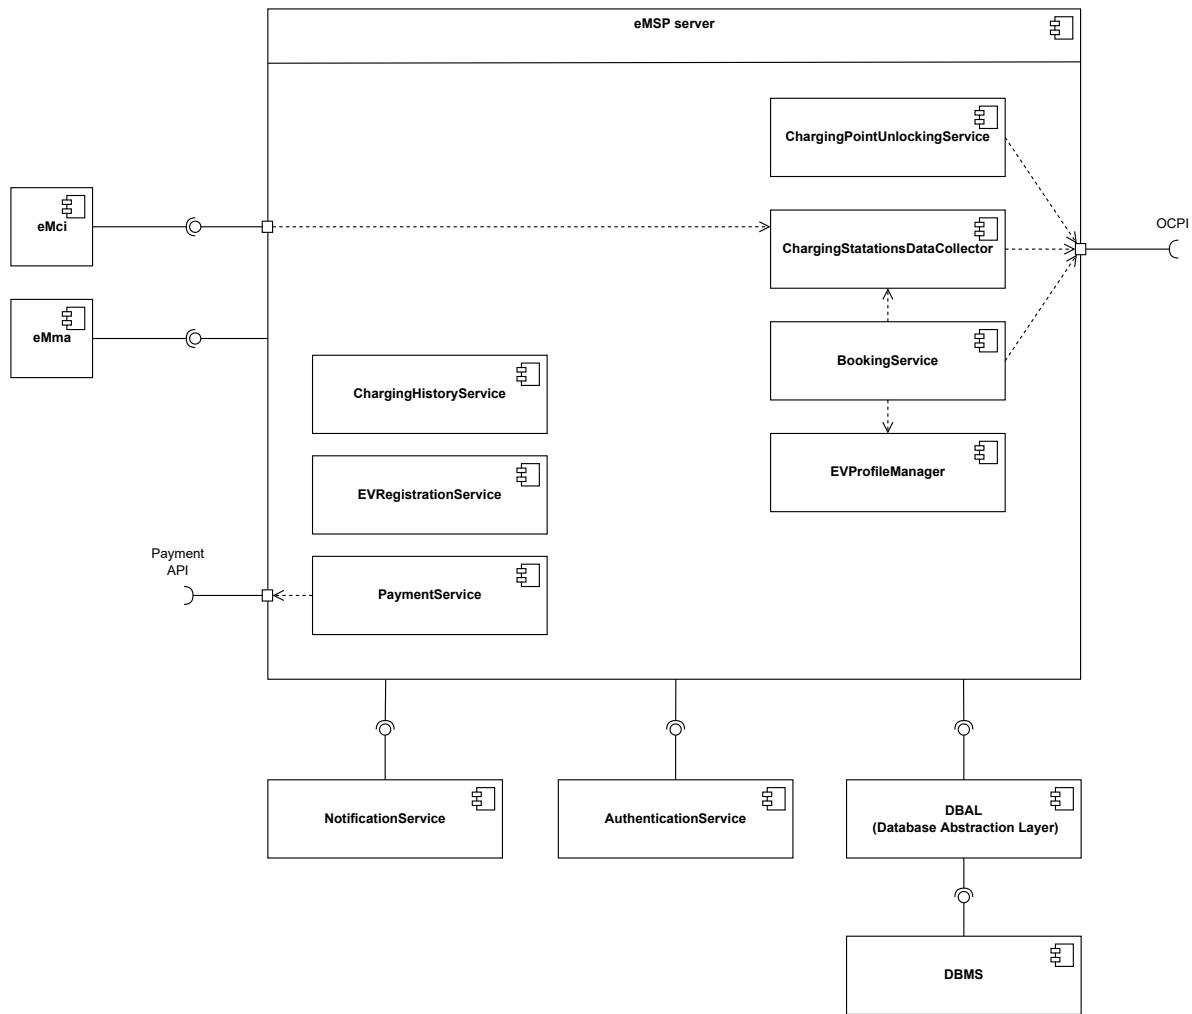 eMSP server
ChargingPointUnlockingService
eMci
OCPI
ChargingStatationsDataCollector
eMma
BookingService
ChargingHistoryService
EVProfileManager
EVRegistrationService
Payment
API
PaymentService
NotificationService
AuthenticationService
DBAL
(Database Abstraction Layer)
DBMS